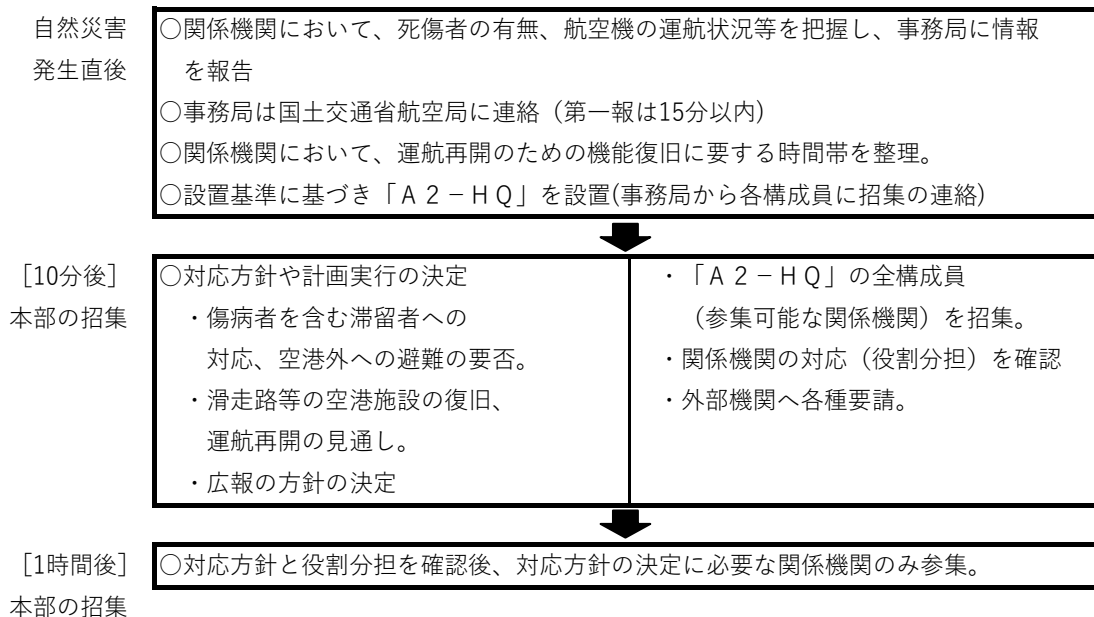 自然災害
発生直後
○関係機関において、死傷者の有無、航空機の運航状況等を把握し、事務局に情報
を報告
○事務局は国土交通省航空局に連絡（第一報は15分以内）
○関係機関において、運航再開のための機能復旧に要する時間帯を整理。
○設置基準に基づき「Ａ２－ＨＱ」を設置(事務局から各構成員に招集の連絡)
[10分後]
本部の招集
○対応方針や計画実行の決定
・傷病者を含む滞留者への
対応、空港外への避難の要否。
・滑走路等の空港施設の復旧、
運航再開の見通し。
・広報の方針の決定
・「Ａ２－ＨＱ」の全構成員
（参集可能な関係機関）を招集。
・関係機関の対応（役割分担）を確認
・外部機関へ各種要請。
[1時間後]
本部の招集
○対応方針と役割分担を確認後、対応方針の決定に必要な関係機関のみ参集。